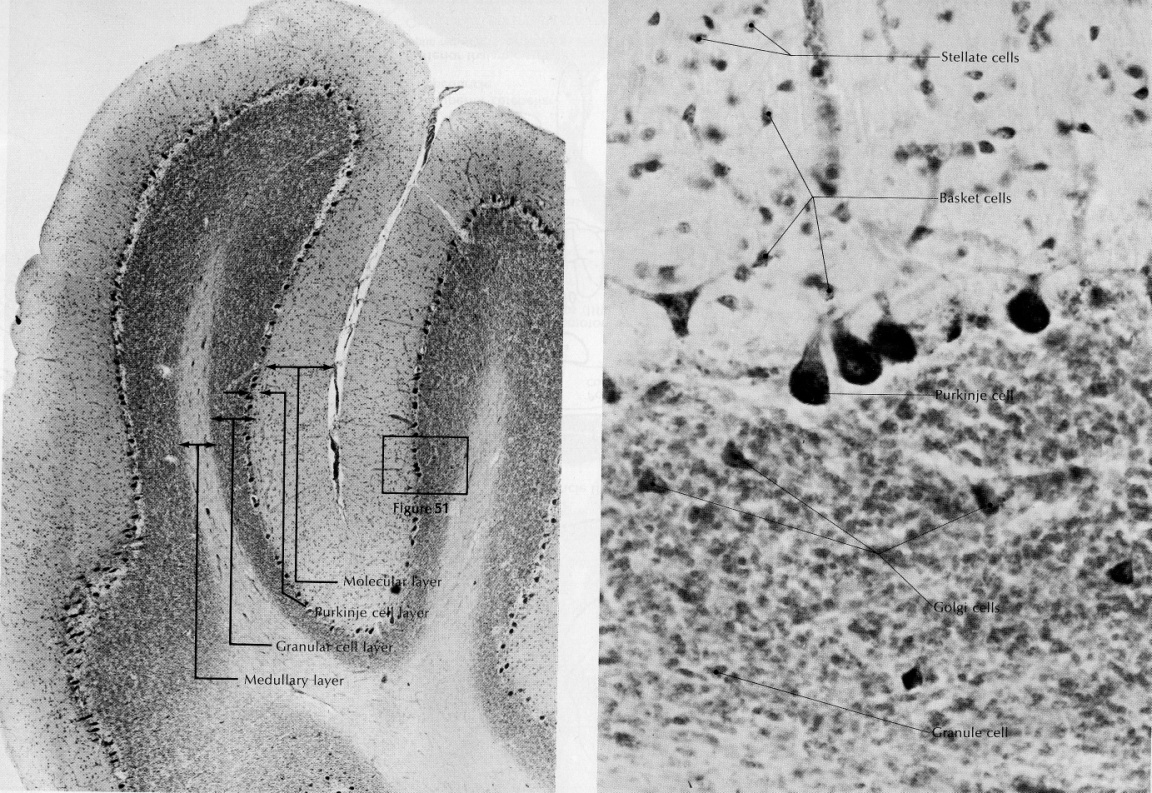 Figure 51
Molecular layer
Purkinje cell layer
Granular cell layer
Medullary layer
Stellate cells
Basket cells
Purkinje cell
Golgi cells
Granule cell